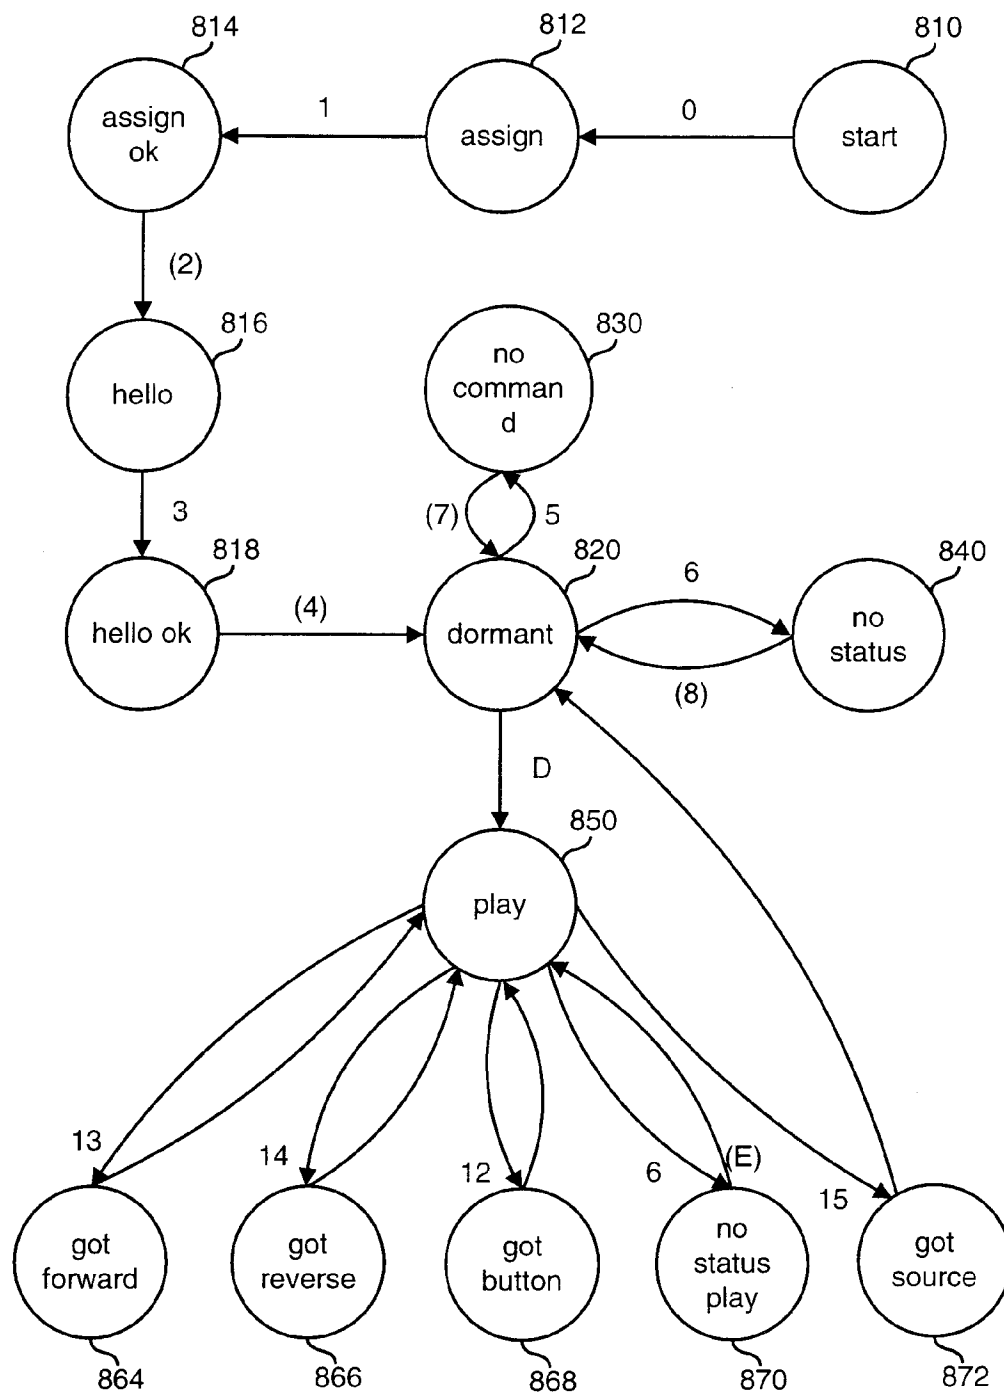 814
812
810
assign
ok
1
assign
0
start
(2)
816
830
hello
no
comman
d
3
(7)
5
818
820
6
840
hello ok
(4)
dormant
no
status
(8)
D
850
play
13
14
12
6
(E)
15
got
forward
got
reverse
got
button
no
status
play
got
source
864
866
868
870
872